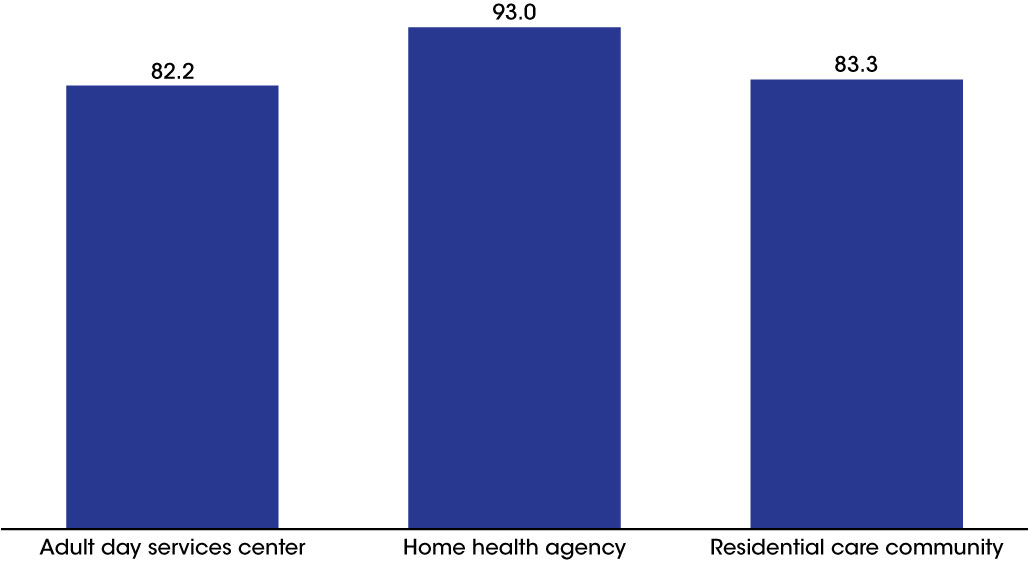 93.0
82.2
83.3
Adult day services center
Home health agency
Residential care community